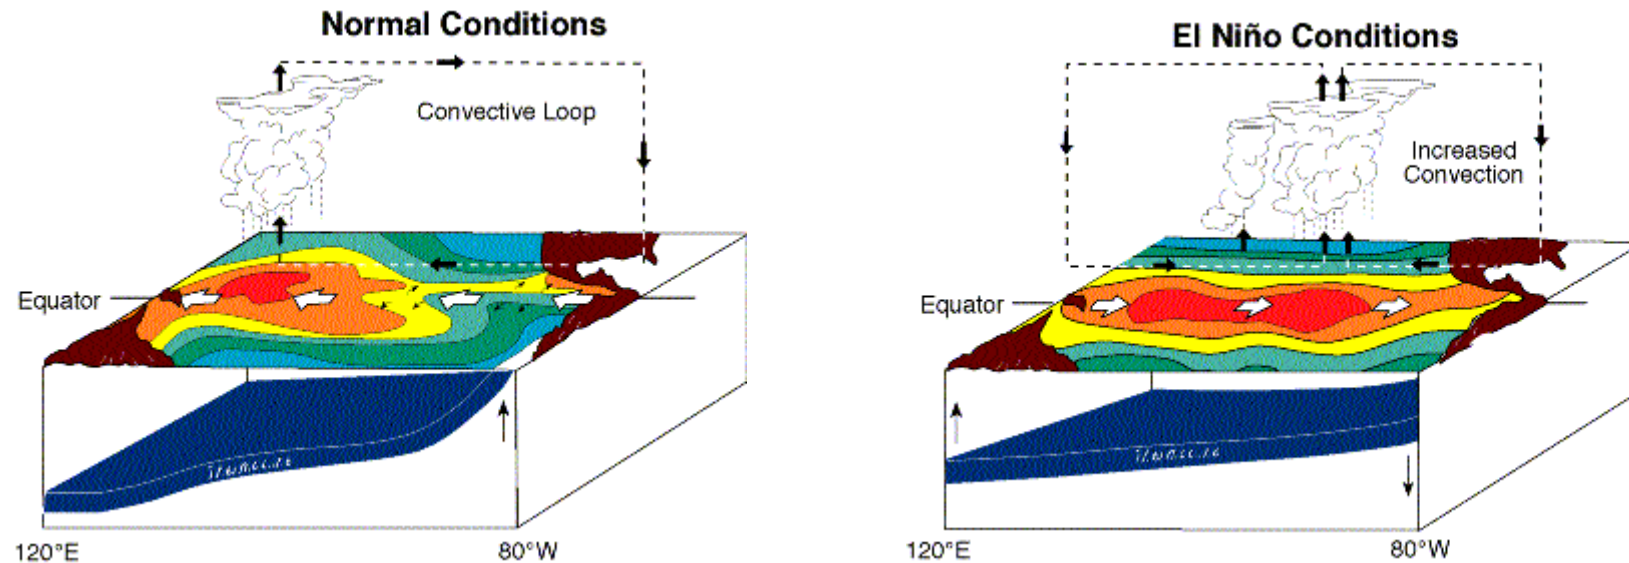 Normal Conditions
Convective Loop
Equator
120°E
80°W
El Niño Conditions
Increased
Convection
Equator
120°E
80°W